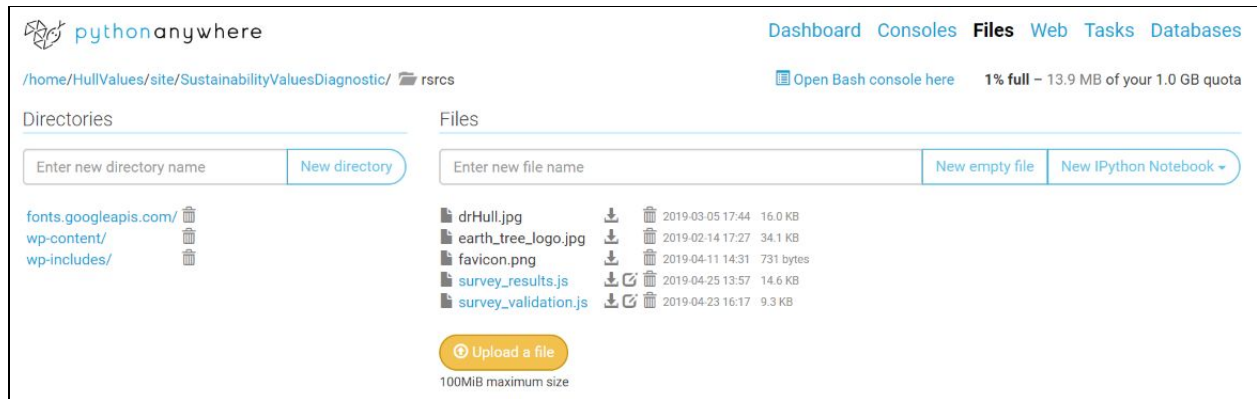 pythonanywhere
Dashboard Consoles Files Web Tasks Databases
/home/HullValues/site/SustainabilityValuesDiagnostic/ rsrcs
Open Bash console here 1% full – 13.9 MB of your 1.0 GB quota
Directories
Enter new directory name New directory
fonts.googleapis.com/
wp-content/
wp-includes/
Files
Enter new file name New empty file New IPython Notebook
drHull.jpg 2019-03-05 17:44 16.0 KB
earth_tree_logo.jpg 2019-02-14 17:27 34.1 KB
favicon.png 2019-04-11 14:31 731 bytes
survey_results.js 2019-04-25 13:57 14.6 KB
survey_validation.js 2019-04-23 16:17 9.3 KB
Upload a file
100MiB maximum size